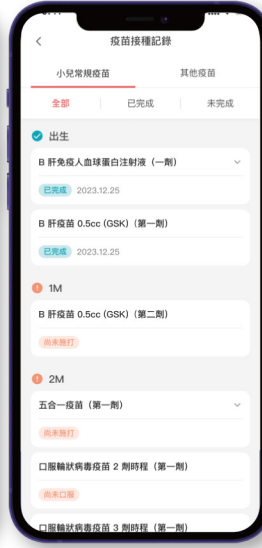 疫苗接種記錄
小兒常規疫苗 其他疫苗
全部 已完成 未完成
出生
B 肝免疫人血球蛋白注射液（一劑）
已完成 2023.12.25
B 肝疫苗 0.5cc (GSK)（第一劑）
已完成 2023.12.25
1M
B 肝疫苗 0.5cc (GSK)（第二劑）
尚未施打
2M
五合一疫苗（第一劑）
尚未施打
口服輪狀病毒疫苗 2 劑時程（第一劑）
尚未口服
口服輪狀病毒疫苗 3 劑時程（第一劑）